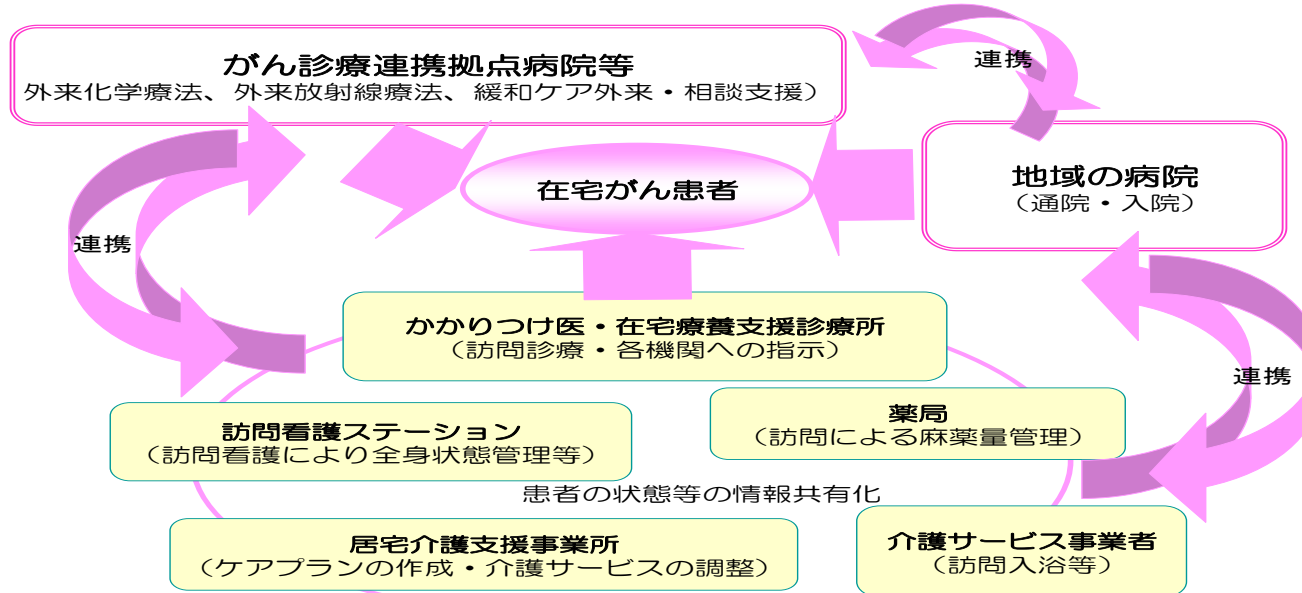 がん診療連携拠点病院等
外来化学療法、外来放射線療法、緩和ケア外来・相談支援）
連携
地域の病院
（通院・入院）
在宅がん患者
連携
かかりつけ医・在宅療養支援診療所
（訪問診療・各機関への指示）
連携
訪問看護ステーション
（訪問看護により全身状態管理等）
薬局
（訪問による麻薬量管理）
患者の状態等の情報共有化
居宅介護支援事業所
（ケアプランの作成・介護サービスの調整）
介護サービス事業者
（訪問入浴等）